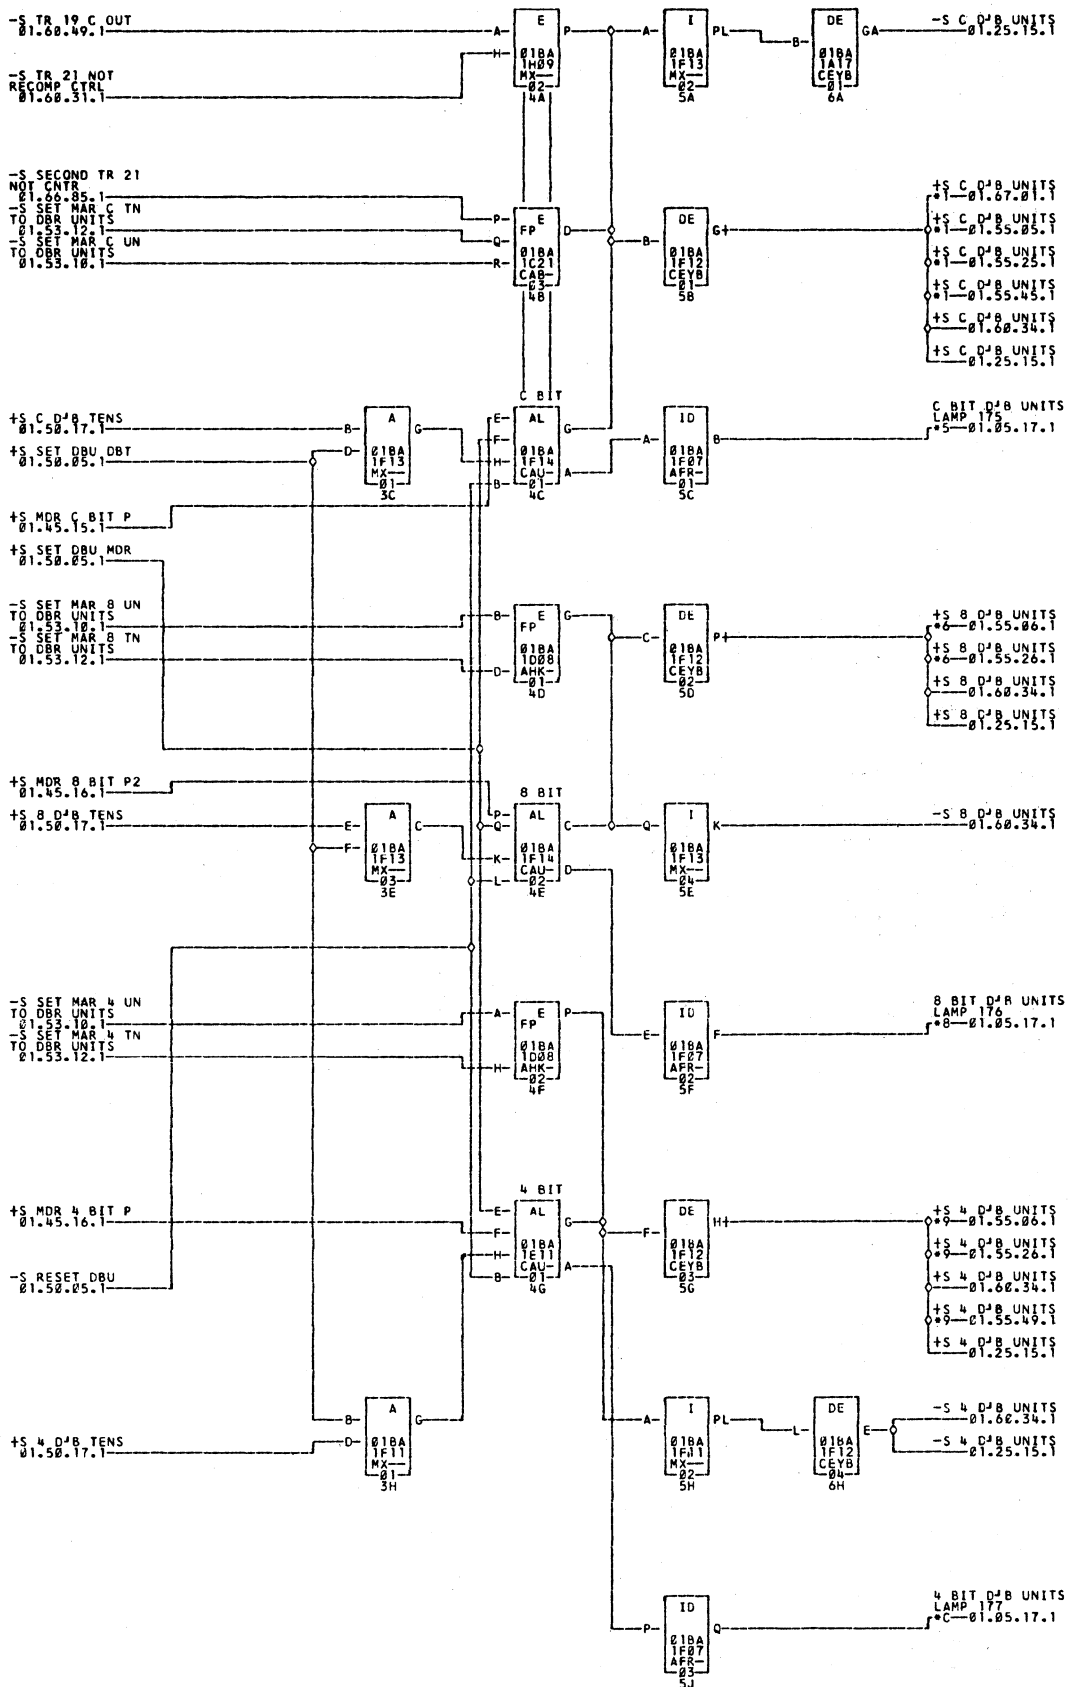 -S TR 19 C OUT
01.60.49.1
A
E
01BA
1H09
MX--
02
4A
P
H
A
I
01BA
1F13
MX--
02
5A
PL
B
DE
01BA
1A17
CEYB
01
6A
GA
-S C D-B UNITS
01.25.15.1
-S TR 21 NOT
RECOMP CTRL
01.60.31.1
-S SECOND TR 21
NOT CNTR
01.66.85.1
-S SET MAR C TN
TO DBR UNITS
01.53.12.1
-S SET MAR C UN
TO DBR UNITS
01.53.10.1
P
Q
R
E
FP
01BA
1C21
CAB-
03
4B
D
B
DE
01BA
1F12
CEYB
01
5B
G+
+S C D-B UNITS
*1-01.67.01.1
+S C D-B UNITS
*1-01.55.05.1
+S C D-B UNITS
*1-01.55.25.1
+S C D-B UNITS
*1-01.55.45.1
+S C D-B UNITS
01.60.34.1
+S C D-B UNITS
01.25.15.1
+S C D-B TENS
01.50.17.1
+S SET DBU DBT
01.50.05.1
B
D
A
01BA
1F13
MX--
01
3C
G
C BIT
E
F
H
B
AL
01BA
1F14
CAU-
01
4C
G
A
A
ID
01BA
1F07
AFR-
01
5C
B
C BIT D-B UNITS
LAMP 175
*5-01.05.17.1
+S MDR C BIT P
01.45.15.1
+S SET DBU MDR
01.50.05.1
-S SET MAR 8 UN
TO DBR UNITS
01.53.10.1
-S SET MAR 8 TN
TO DBR UNITS
01.53.12.1
B
D
E
FP
01BA
1D08
AHK-
01
4D
G
C
DE
01BA
1F12
CEYB
02
5D
P+
+S 8 D-B UNITS
*6-01.55.06.1
+S 8 D-B UNITS
*6-01.55.26.1
+S 8 D-B UNITS
01.60.34.1
+S 8 D-B UNITS
01.25.15.1
+S MDR 8 BIT P2
01.45.16.1
+S 8 D-B TENS
01.50.17.1
E
F
A
01BA
1F13
MX--
03
3E
C
8 BIT
P
Q
K
L
AL
01BA
1F14
CAU-
02
4E
C
D
Q
I
01BA
1F13
MX--
04
5E
K
-S 8 D-B UNITS
01.60.34.1
-S SET MAR 4 UN
TO DBR UNITS
01.53.10.1
-S SET MAR 4 TN
TO DBR UNITS
01.53.12.1
A
H
E
FP
01BA
1D08
AHK-
02
4F
P
E
ID
01BA
1F07
AFR-
02
5F
F
8 BIT D-B UNITS
LAMP 176
*8-01.05.17.1
+S MDR 4 BIT P
01.45.16.1
4 BIT
E
F
H
B
AL
01BA
1E11
CAU-
01
4G
G
A
F
DE
01BA
1F12
CEYB
03
5G
H+
+S 4 D-B UNITS
*9-01.55.06.1
+S 4 D-B UNITS
*9-01.55.26.1
+S 4 D-B UNITS
01.60.34.1
+S 4 D-B UNITS
*9-01.55.49.1
+S 4 D-B UNITS
01.25.15.1
-S RESET DBU
01.50.05.1
+S 4 D-B TENS
01.50.17.1
B
D
A
01BA
1F11
MX--
01
3H
G
A
I
01BA
1F11
MX--
02
5H
PL
L
DE
01BA
1F12
CEYB
04
6H
E
-S 4 D-B UNITS
01.60.34.1
-S 4 D-B UNITS
01.25.15.1
P
ID
01BA
1F07
AFR-
03
5J
Q
4 BIT D-B UNITS
LAMP 177
*C-01.05.17.1